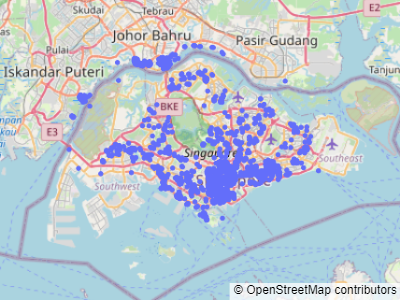 Skudai
Tebrau
Pulai
Johor Bahru
Pasir Gudang
E2
Iskandar Puteri
Tanjun
BKE
E3
Singapore
Southeast
Southwest
© OpenStreetMap contributors